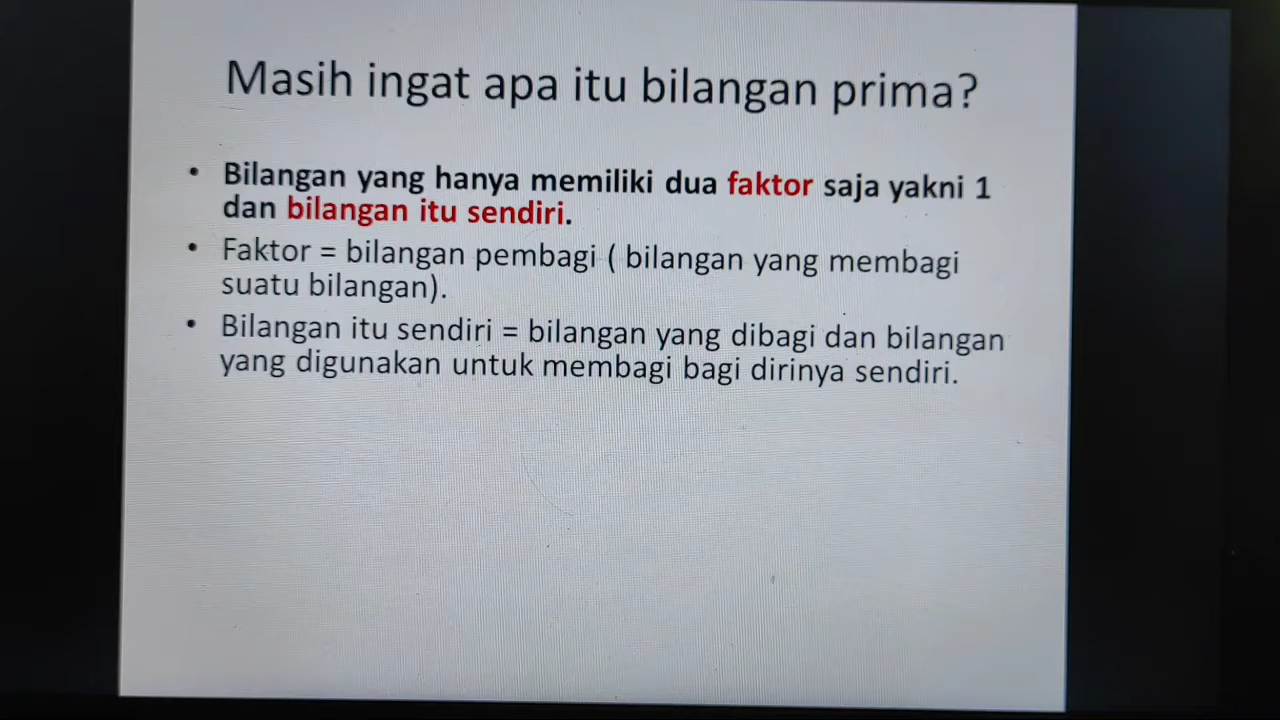 Masih ingat apa itu bilangan prima?
• Bilangan yang hanya memiliki dua faktor saja yakni 1
dan bilangan itu sendiri.
• Faktor = bilangan pembagi ( bilangan yang membagi
suatu bilangan).
• Bilangan itu sendiri = bilangan yang dibagi dan bilangan
yang digunakan untuk membagi bagi dirinya sendiri.